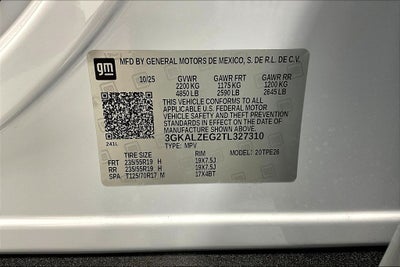 gm
MFD BY GENERAL MOTORS DE MEXICO, S. DE R.L. DE C.V.
10/25 GVWR GAWR FRT GAWR RR
2200 KG 1175 KG 1200 KG
4850 LB 2590 LB 2645 LB
THIS VEHICLE CONFORMS TO ALL
APPLICABLE U.S. FEDERAL MOTOR
VEHICLE SAFETY, BUMPER, AND THEFT
PREVENTION STANDARDS IN EFFECT ON
THE DATE OF MANUFACTURE SHOWN ABOVE.
3GKALZEG2TL327310
TYPE: MPV
241L
TIRE SIZE RIM MODEL: 20TPE26
FRT 235/55R19 H 19X7.5J
RR 235/55R19 H 19X7.5J
SPA T125/70R17 M 17X4BT